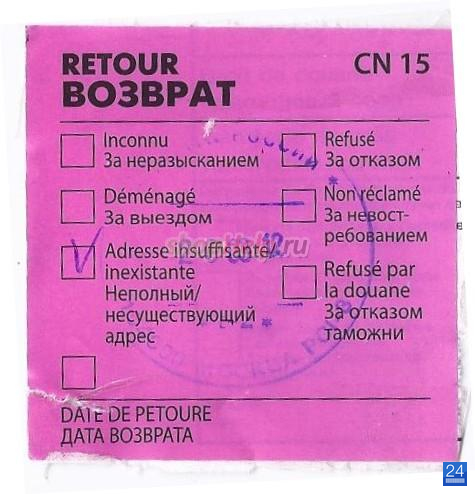 RETOUR
ВОЗВРАТ
CN 15
Inconnu
За неразысканием
Déménagé
За выездом
Adresse insuffisante/
inexistante
Неполный/
несуществующий
адрес
Refusé
За отказом
Non réclamé
За невост-
ребованием
Refusé par
la douane
За отказом
таможни
DATE DE PETOURE
ДАТА ВОЗВРАТА
24